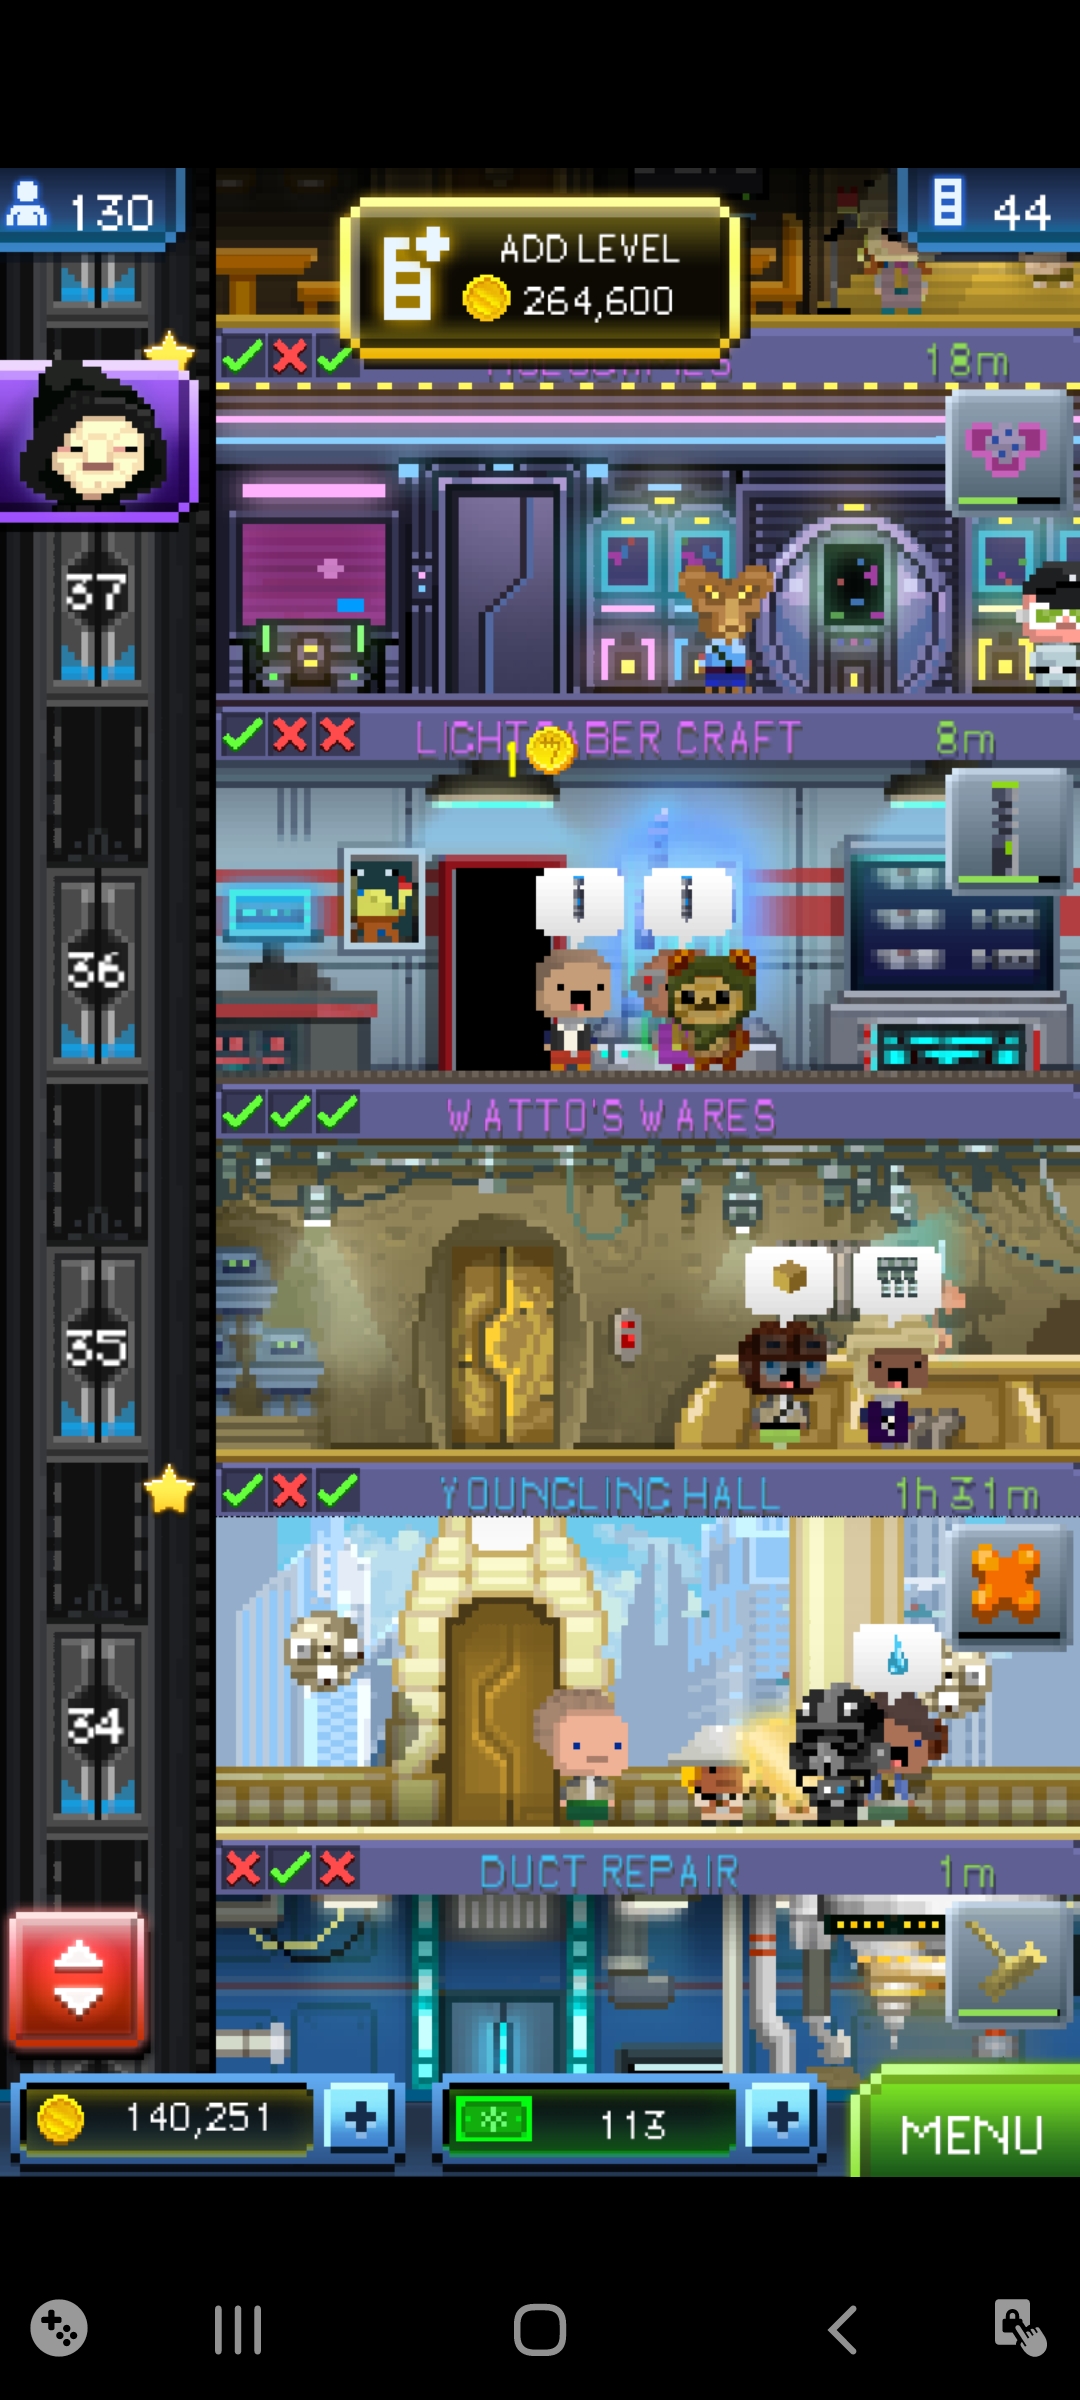 130
44
ADD LEVEL
264,600
18m
37
LIGHTSABER CRAFT
8m
1
36
WATTO'S WARES
35
YOUNGLING HALL
1h 31m
34
DUCT REPAIR
1m
140,251
113
MENU